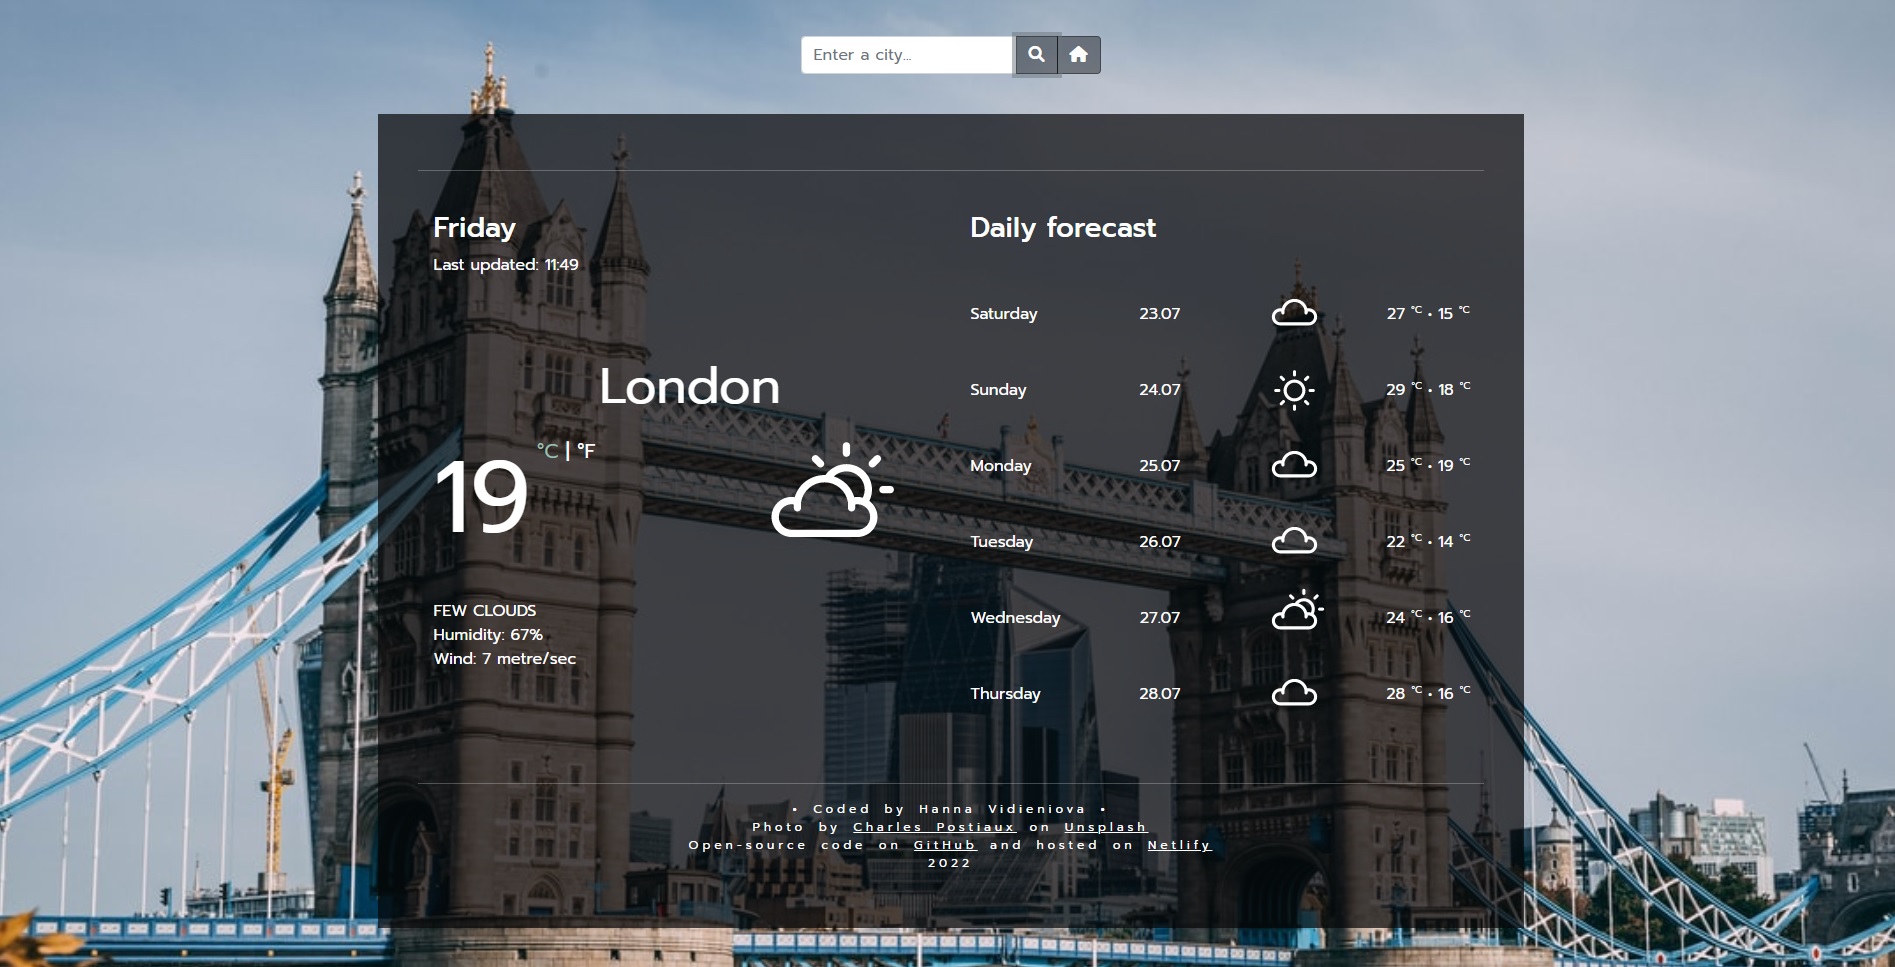 Enter a city...
Friday
Last updated: 11:49
London
19 °C | °F
FEW CLOUDS
Humidity: 67%
Wind: 7 metre/sec
Daily forecast
Saturday 23.07 27 °C • 15 °C
Sunday 24.07 29 °C • 18 °C
Monday 25.07 25 °C • 19 °C
Tuesday 26.07 22 °C • 14 °C
Wednesday 27.07 24 °C • 16 °C
Thursday 28.07 28 °C • 16 °C
• Coded by Hanna Vidieniova •
Photo by Charles Postiaux on Unsplash
Open-source code on GitHub and hosted on Netlify
2022